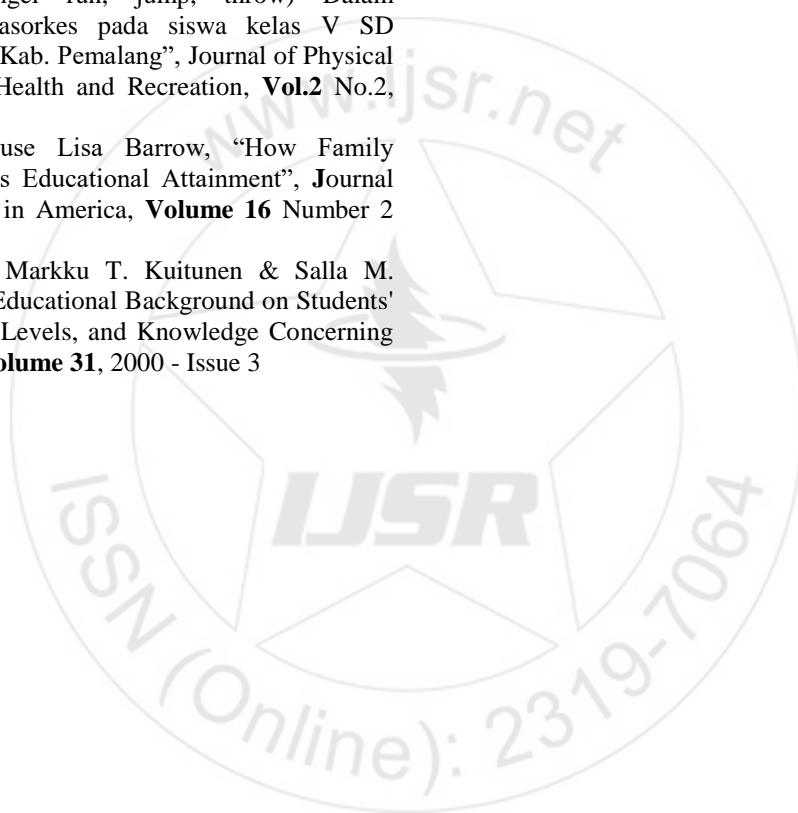 nger run, jump, throw) Dalam
asorkes pada siswa kelas V SD
Kab. Pemalang”, Journal of Physical
Health and Recreation, Vol.2 No.2,
use Lisa Barrow, “How Family
s Educational Attainment”, Journal
in America, Volume 16 Number 2
Markku T. Kuitunen & Salla M.
Educational Background on Students'
Levels, and Knowledge Concerning
olume 31, 2000 - Issue 3
www.ijsr.net
IJSR
ISSN (Online): 2319-7064